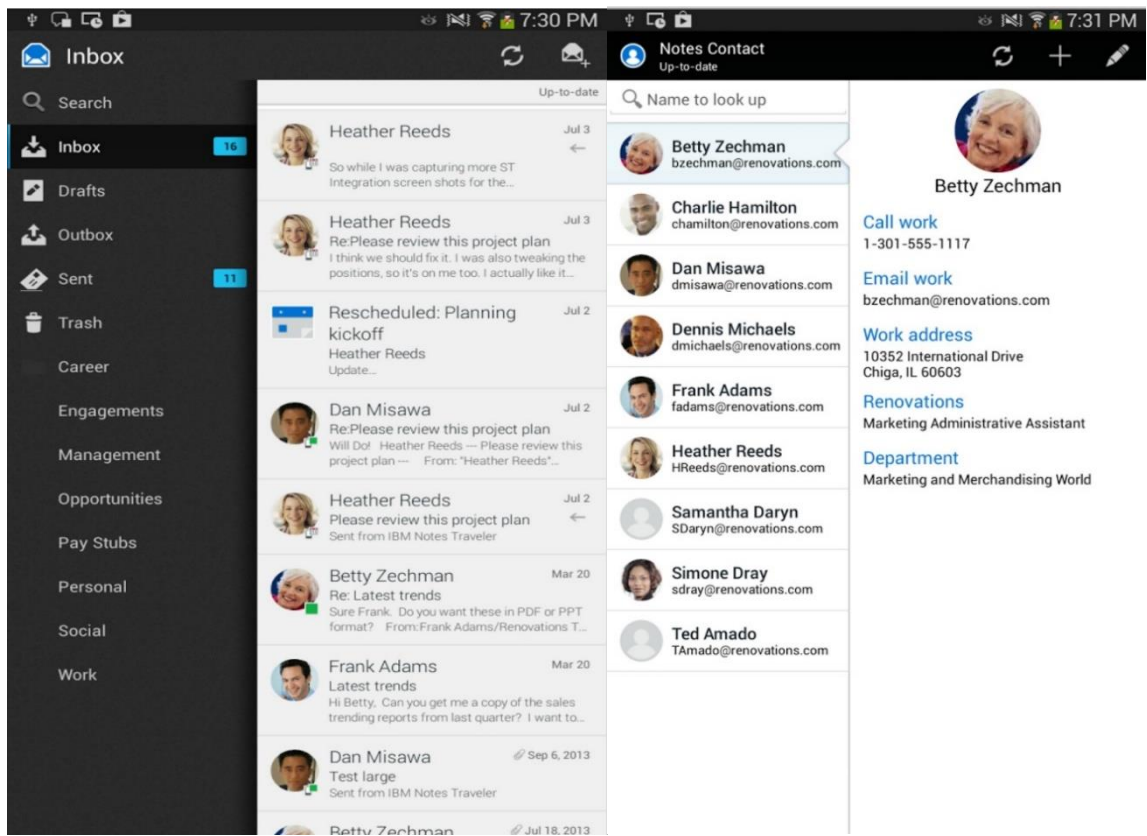 7:30 PM
Inbox
Search
Inbox
16
Drafts
Outbox
Sent
11
Trash
Career
Engagements
Management
Opportunities
Pay Stubs
Personal
Social
Work
Up-to-date
Heather Reeds
Jul 3
So while I was capturing more ST
Integration screen shots for the...
Heather Reeds
Jul 3
Re:Please review this project plan
I think we should fix it. I was also tweaking the
positions, so it's on me too. I actually like it...
Rescheduled: Planning
Jul 2
kickoff
Heather Reeds
Update...
Dan Misawa
Jul 2
Re:Please review this project plan
Will Do! Heather Reeds --- Please review this
project plan --- From: "Heather Reeds"...
Heather Reeds
Jul 2
Please review this project plan
Sent from IBM Notes Traveler
Betty Zechman
Mar 20
Re: Latest trends
Sure Frank. Do you want these in PDF or PPT
format? From:Frank Adams/Renovations T...
Frank Adams
Mar 20
Latest trends
Hi Betty, Can you get me a copy of the sales
trending reports from last quarter? I want to...
Dan Misawa
Sep 6, 2013
Test large
Sent from IBM Notes Traveler
Betty Zechman
Jul 18, 2013
7:31 PM
Notes Contact
Up-to-date
Name to look up
Betty Zechman
bzechman@renovations.com
Charlie Hamilton
chamilton@renovations.com
Dan Misawa
dmisawa@renovations.com
Dennis Michaels
dmichaels@renovations.com
Frank Adams
fadams@renovations.com
Heather Reeds
HReeds@renovations.com
Samantha Daryn
SDaryn@renovations.com
Simone Dray
sdray@renovations.com
Ted Amado
TAmado@renovations.com
Betty Zechman
Call work
1-301-555-1117
Email work
bzechman@renovations.com
Work address
10352 International Drive
Chiga, IL 60603
Renovations
Marketing Administrative Assistant
Department
Marketing and Merchandising World